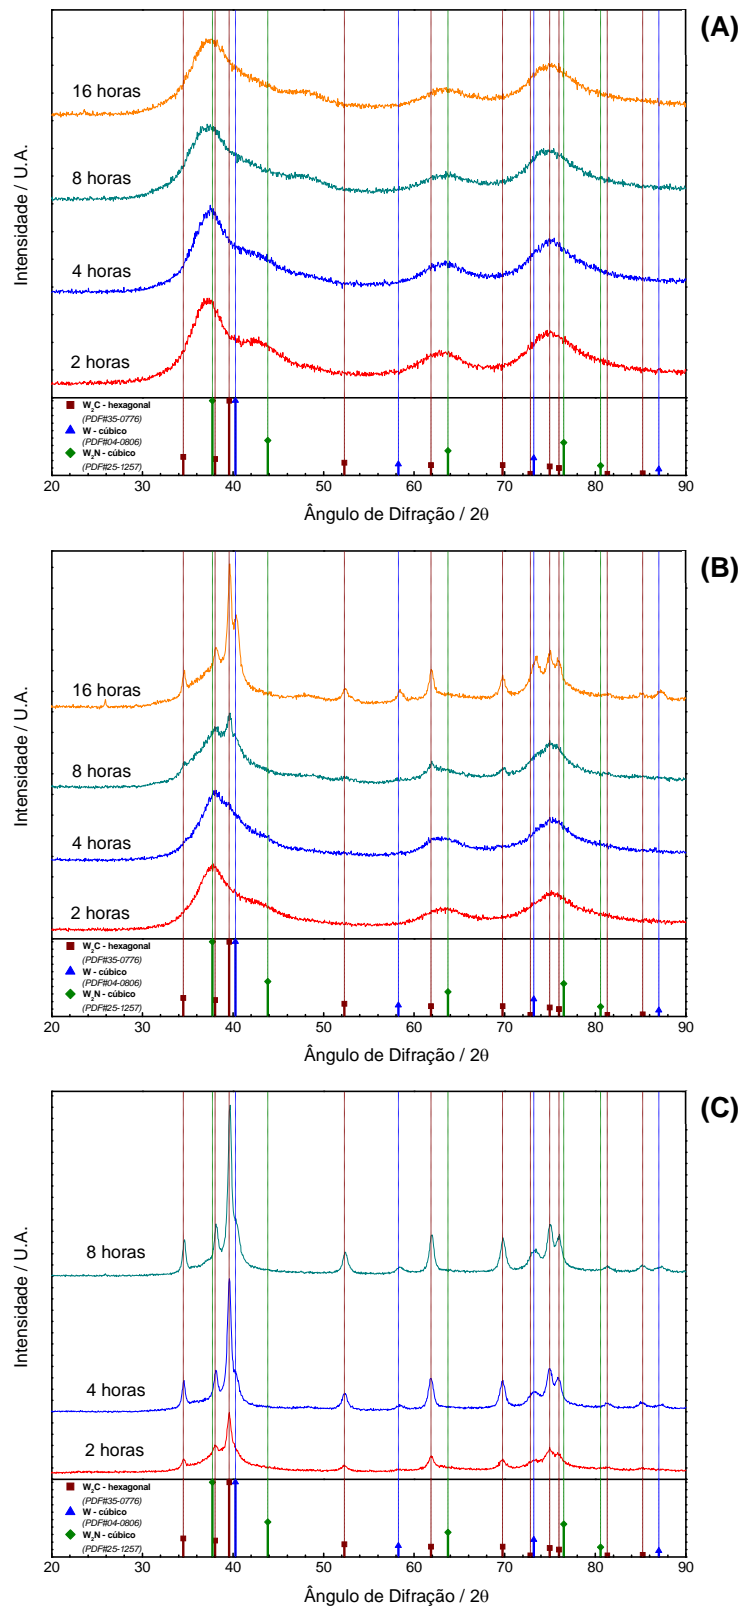 (A)
Intensidade / U.A.
16 horas
8 horas
4 horas
2 horas
W2C - hexagonal
(PDF#35-0776)
W - cúbico
(PDF#04-0806)
W2N - cúbico
(PDF#25-1257)
20 30 40 50 60 70 80 90
Ângulo de Difração / 2θ
(B)
Intensidade / U.A.
16 horas
8 horas
4 horas
2 horas
W2C - hexagonal
(PDF#35-0776)
W - cúbico
(PDF#04-0806)
W2N - cúbico
(PDF#25-1257)
20 30 40 50 60 70 80 90
Ângulo de Difração / 2θ
(C)
Intensidade / U.A.
8 horas
4 horas
2 horas
W2C - hexagonal
(PDF#35-0776)
W - cúbico
(PDF#04-0806)
W2N - cúbico
(PDF#25-1257)
20 30 40 50 60 70 80 90
Ângulo de Difração / 2θ